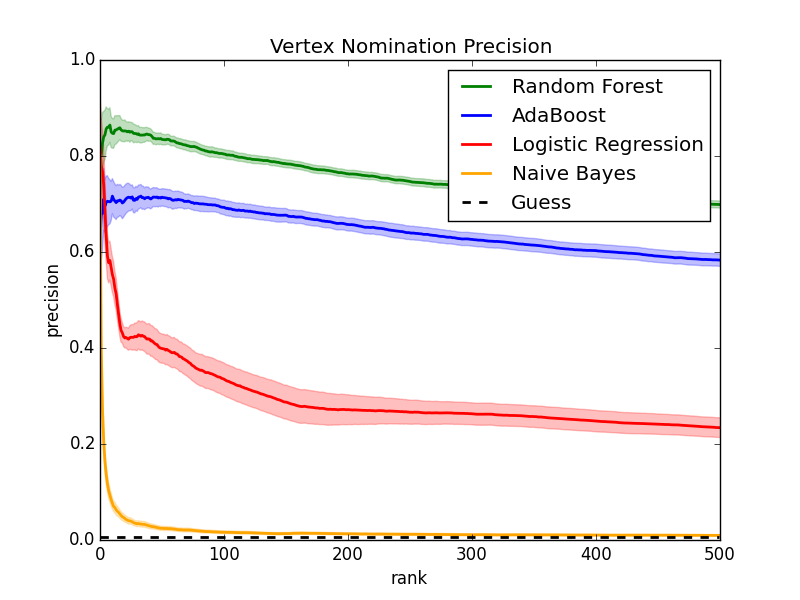 Vertex Nomination Precision
1.0
0.8
0.6
0.4
0.2
0.0
precision
Random Forest
AdaBoost
Logistic Regression
Naive Bayes
Guess
0 100 200 300 400 500
rank